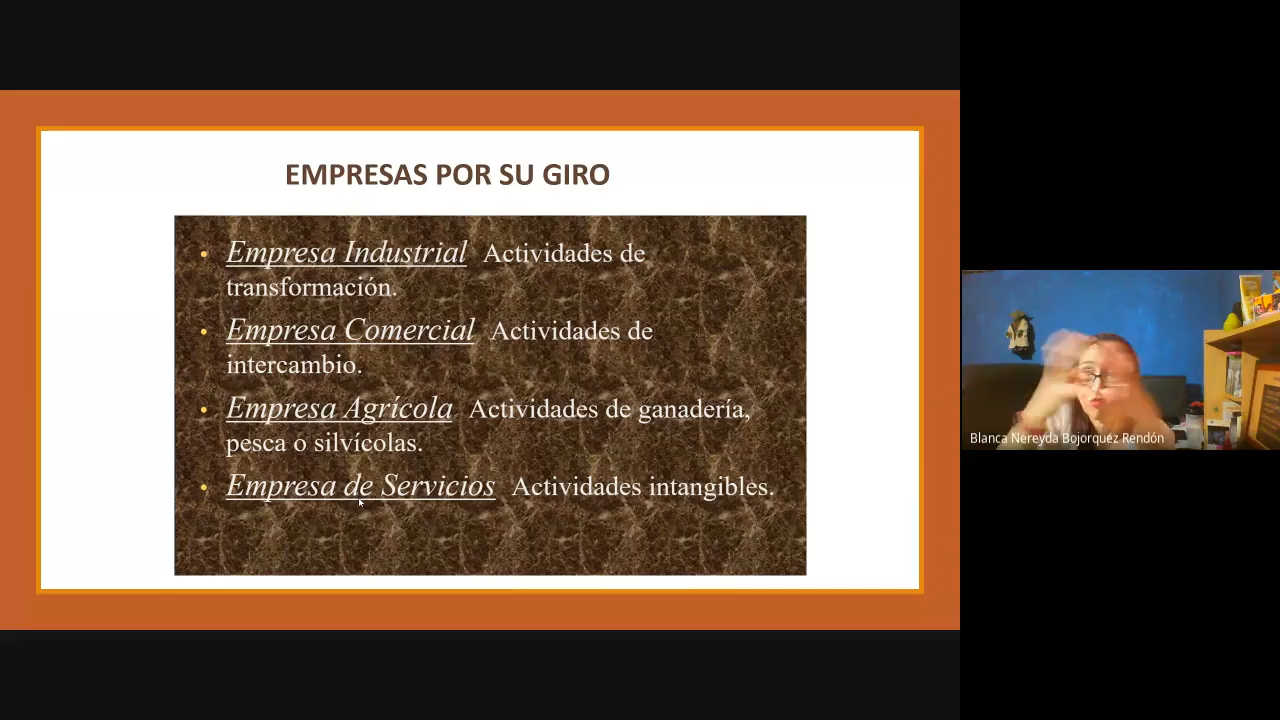 EMPRESAS POR SU GIRO
• Empresa Industrial Actividades de
transformación.
• Empresa Comercial Actividades de
intercambio.
• Empresa Agrícola Actividades de ganadería,
pesca o silvícolas.
• Empresa de Servicios Actividades intangibles.
Blanca Nereyda Bojorquez Rendón